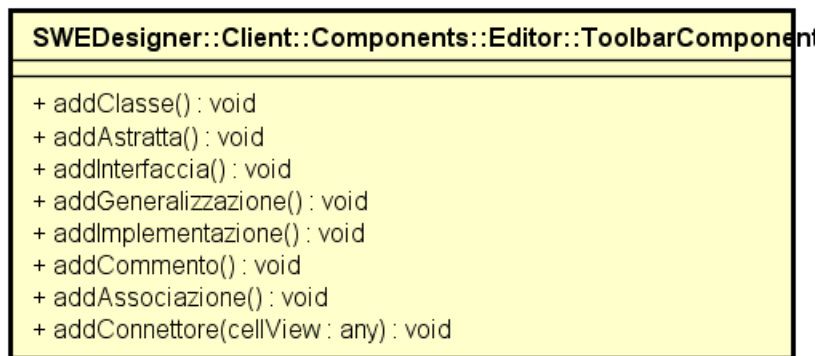 SWEDesigner::Client::Components::Editor::ToolbarComponent
+ addClasse() : void
+ addAstratta() : void
+ addInterfaccia() : void
+ addGeneralizzazione() : void
+ addImplementazione() : void
+ addCommento() : void
+ addAssociazione() : void
+ addConnettore(cellView : any) : void